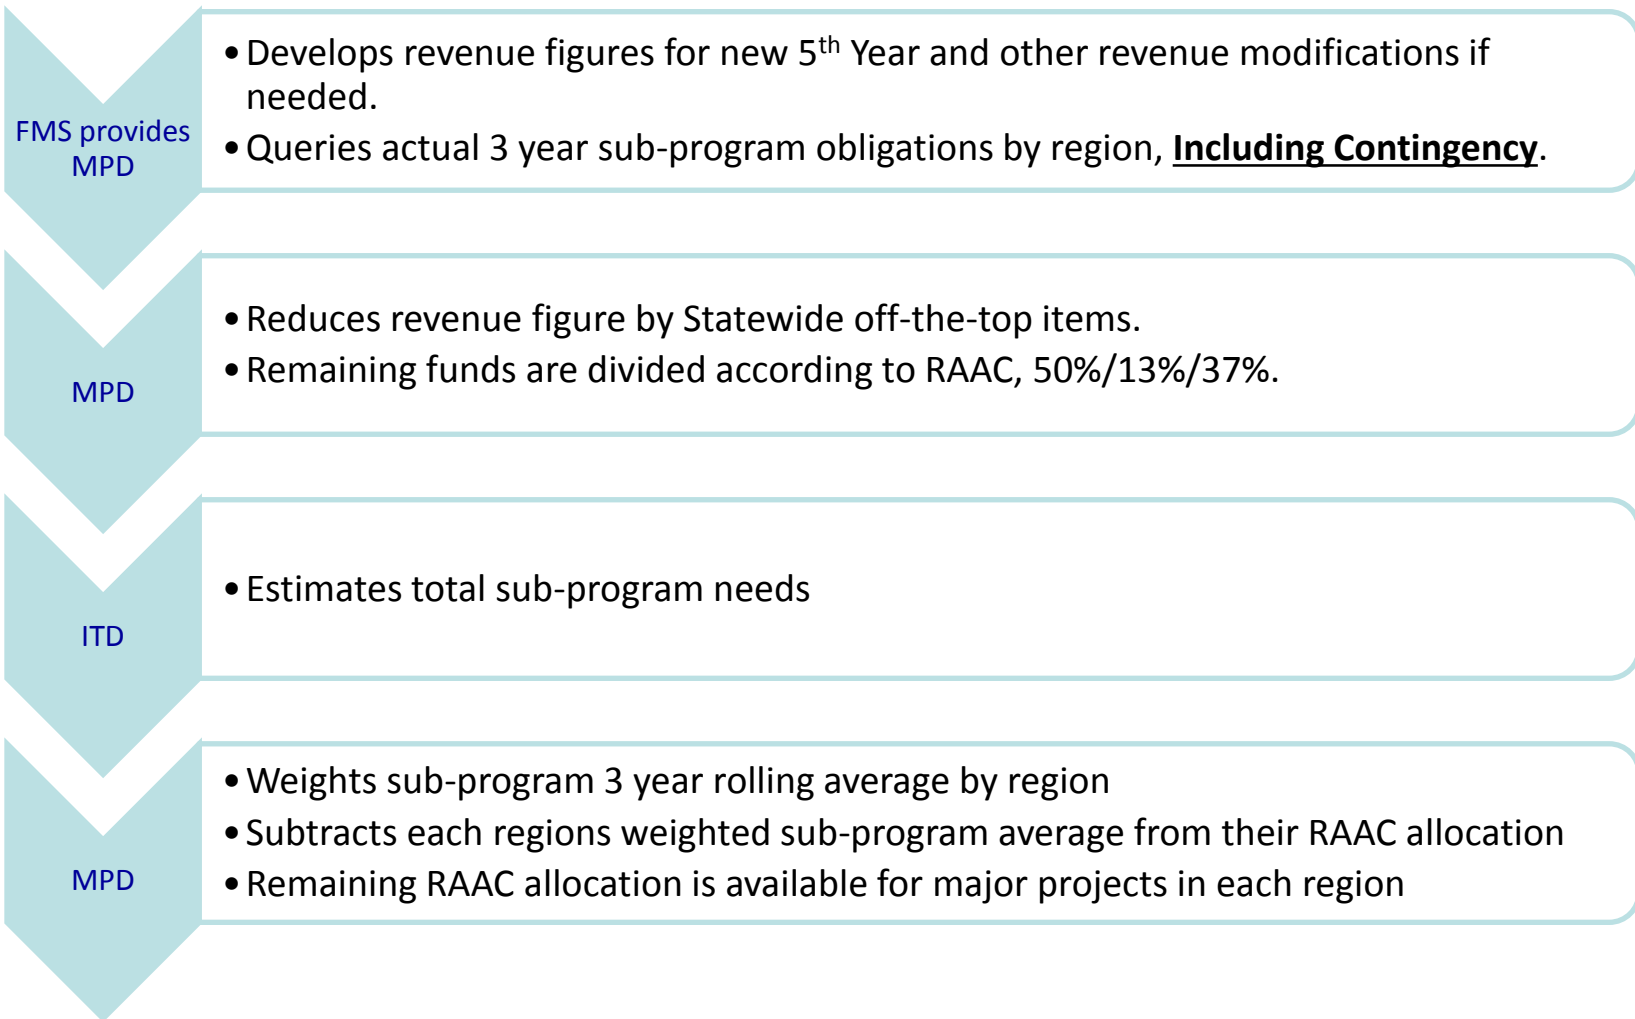 FMS provides
MPD
•Develops revenue figures for new 5th Year and other revenue modifications if
needed.
•Queries actual 3 year sub-program obligations by region, Including Contingency.
MPD
•Reduces revenue figure by Statewide off-the-top items.
•Remaining funds are divided according to RAAC, 50%/13%/37%.
ITD
•Estimates total sub-program needs
MPD
•Weights sub-program 3 year rolling average by region
•Subtracts each regions weighted sub-program average from their RAAC allocation
•Remaining RAAC allocation is available for major projects in each region